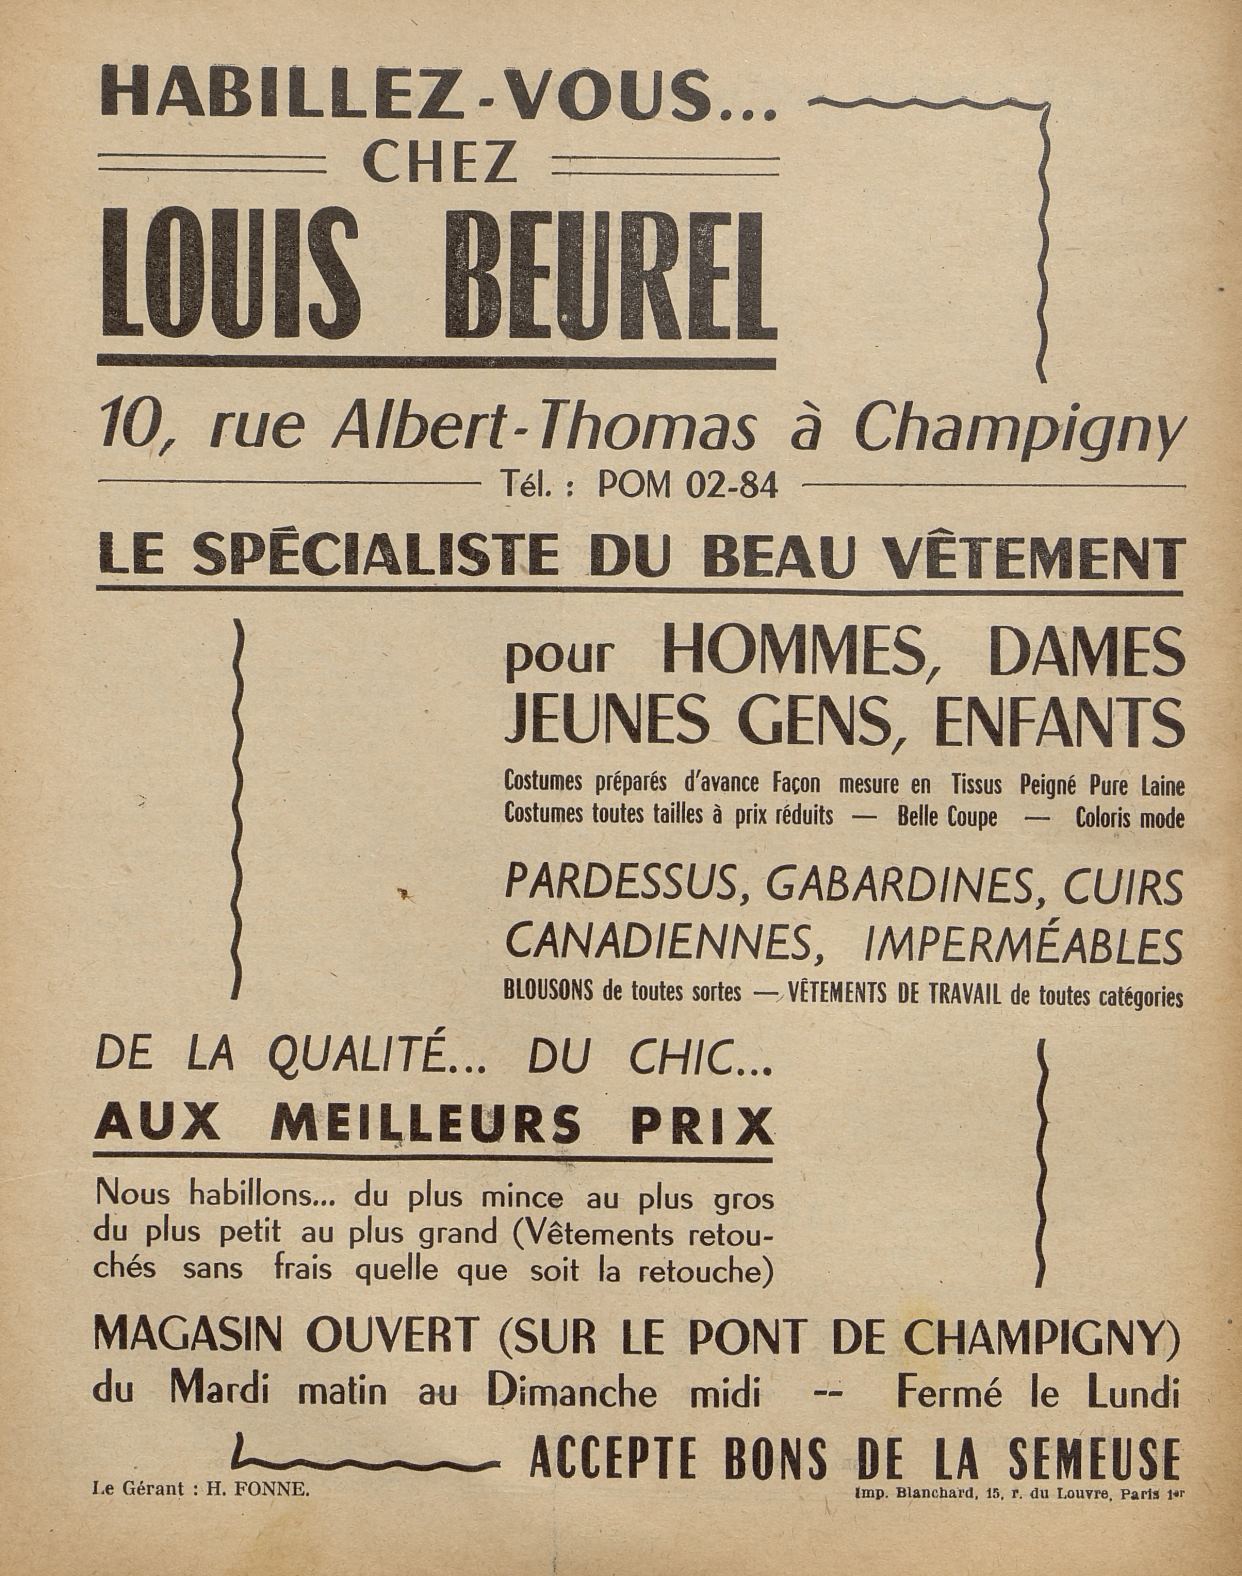 HABILLEZ-VOUS...
CHEZ
LOUIS BEUREL
10, rue Albert-Thomas à Champigny
Tél. : POM 02-84
LE SPÉCIALISTE DU BEAU VÊTEMENT
pour HOMMES, DAMES
JEUNES GENS, ENFANTS
Costumes préparés d'avance Façon mesure en Tissus Peigné Pure Laine
Costumes toutes tailles à prix réduits — Belle Coupe — Coloris mode
PARDESSUS, GABARDINES, CUIRS
CANADIENNES, IMPERMÉABLES
BLOUSONS de toutes sortes — VÊTEMENTS DE TRAVAIL de toutes catégories
DE LA QUALITÉ... DU CHIC...
AUX MEILLEURS PRIX
Nous habillons... du plus mince au plus gros
du plus petit au plus grand (Vêtements retou-
chés sans frais quelle que soit la retouche)
MAGASIN OUVERT (SUR LE PONT DE CHAMPIGNY)
du Mardi matin au Dimanche midi -- Fermé le Lundi
ACCEPTE BONS DE LA SEMEUSE
Le Gérant : H. FONNE.
Imp. Blanchard, 15, r. du Louvre, Paris 1er